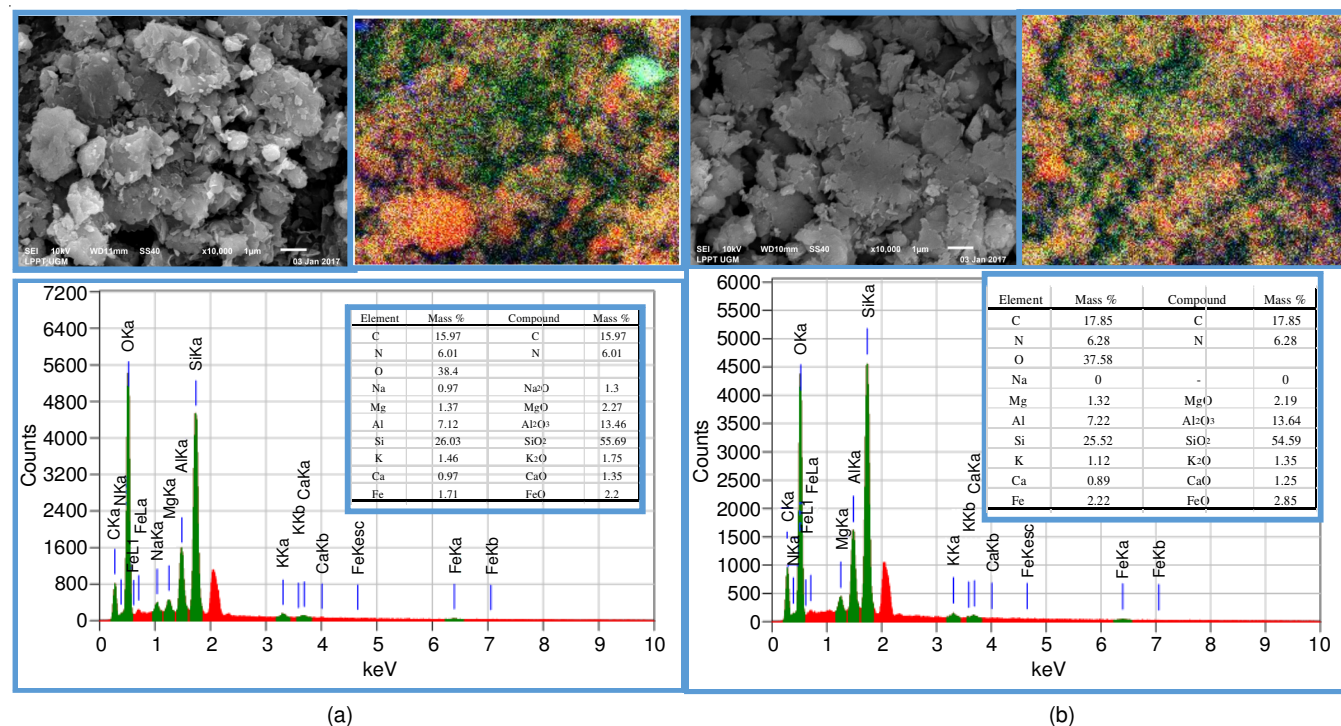 SEI 10kV WD11mm SS40 x10,000 1μm
LPPT UGM 03 Jan 2017
SEI 10kV WD10mm SS40 x10,000 1μm
LPPT UGM 03 Jan 2017
7200
6400
5600
4800
4000
3200
2400
1600
800
0
Counts
0 1 2 3 4 5 6 7 8 9 10
keV
CKa
NKa
OKa
FeL1
FeLa
NaKa
MgKa
AlKa
SiKa
KKa
KKb
CaKa
CaKb
FeKesc
FeKa
FeKb
Element Mass % Compound Mass %
C 15.97 C 15.97
N 6.01 N 6.01
O 38.4
Na 0.97 Na2O 1.3
Mg 1.37 MgO 2.27
Al 7.12 Al2O3 13.46
Si 26.03 SiO2 55.69
K 1.46 K2O 1.75
Ca 0.97 CaO 1.35
Fe 1.71 FeO 2.2
(a)
6000
5500
5000
4500
4000
3500
3000
2500
2000
1500
1000
500
0
Counts
0 1 2 3 4 5 6 7 8 9 10
keV
CKa
NKa
OKa
FeL1
FeLa
MgKa
AlKa
SiKa
KKa
KKb
CaKa
CaKb
FeKesc
FeKa
FeKb
Element Mass % Compound Mass %
C 17.85 C 17.85
N 6.28 N 6.28
O 37.58
Na 0 - 0
Mg 1.32 MgO 2.19
Al 7.22 Al2O3 13.64
Si 25.52 SiO2 54.59
K 1.12 K2O 1.35
Ca 0.89 CaO 1.25
Fe 2.22 FeO 2.85
(b)